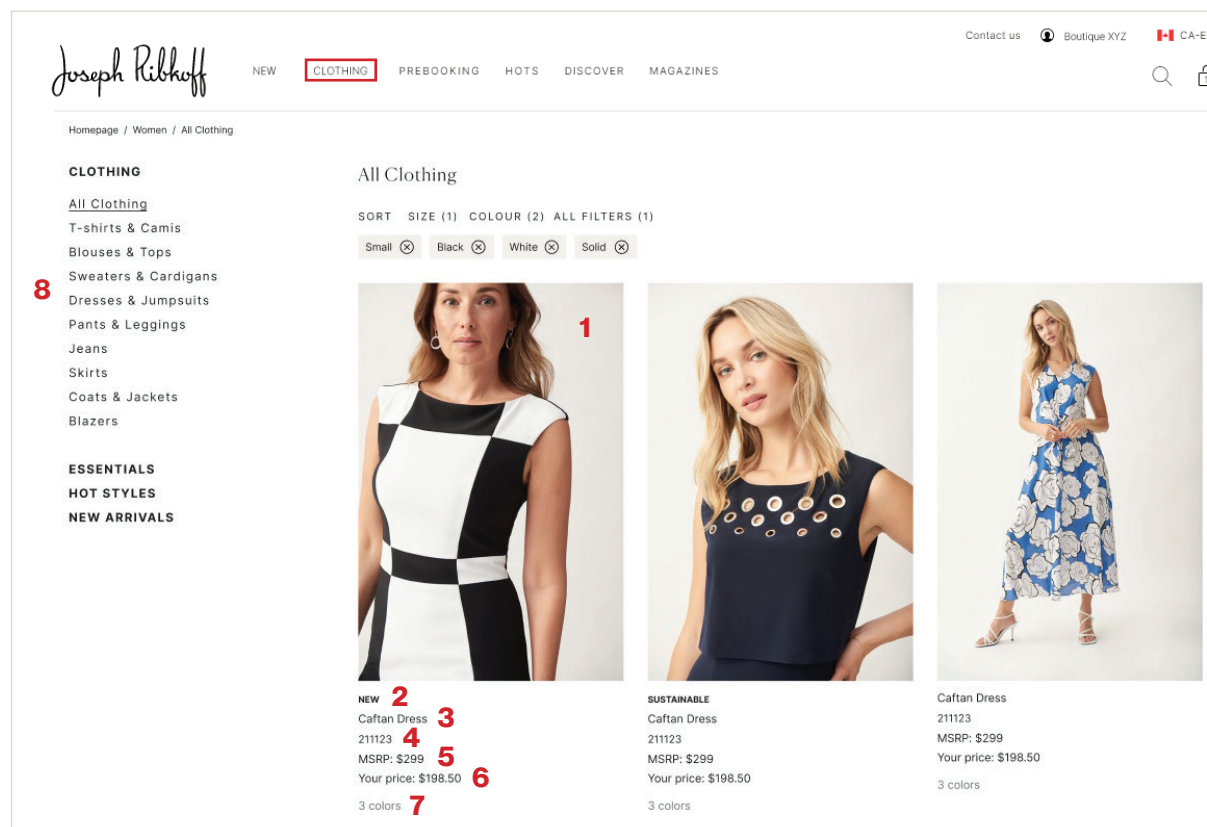 Contact us Boutique XYZ CA-E
Joseph Ribkoff NEW CLOTHING PREBOOKING HOTS DISCOVER MAGAZINES
Homepage / Women / All Clothing
CLOTHING
All Clothing
T-shirts & Camis
Blouses & Tops
Sweaters & Cardigans
8
Dresses & Jumpsuits
Pants & Leggings
Jeans
Skirts
Coats & Jackets
Blazers
ESSENTIALS
HOT STYLES
NEW ARRIVALS
All Clothing
SORT SIZE (1) COLOUR (2) ALL FILTERS (1)
Small Black White Solid
1
NEW 2
Caftan Dress 3
211123 4
MSRP: $299 5
Your price: $198.50 6
3 colors 7
SUSTAINABLE
Caftan Dress
211123
MSRP: $299
Your price: $198.50
3 colors
Caftan Dress
211123
MSRP: $299
Your price: $198.50
3 colors